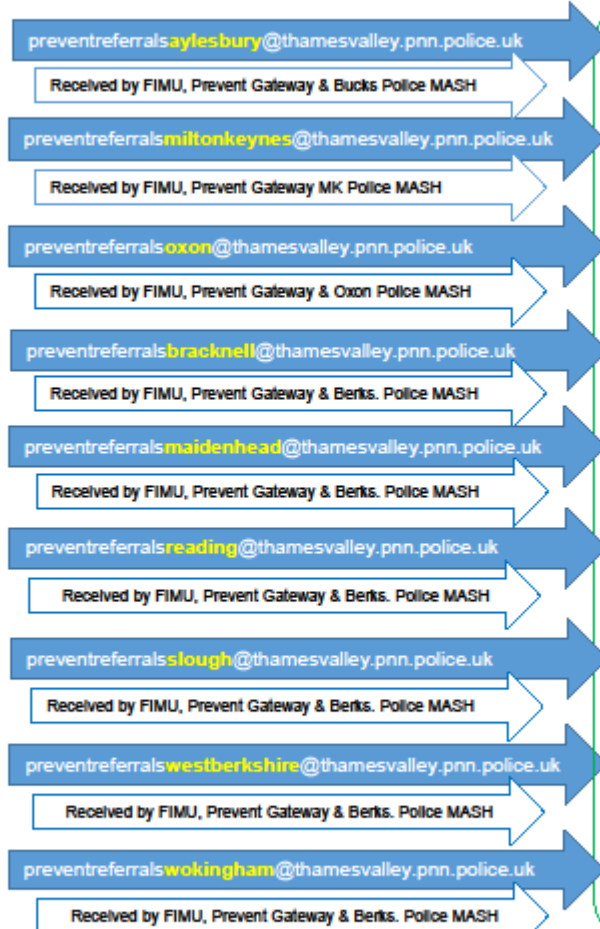 preventreferralsaylesbury@thamesvalley.pnn.police.uk
Received by FIMU, Prevent Gateway & Bucks Police MASH
preventreferralsmiltonkeynes@thamesvalley.pnn.police.uk
Received by FIMU, Prevent Gateway MK Police MASH
preventreferralsoxon@thamesvalley.pnn.police.uk
Received by FIMU, Prevent Gateway & Oxon Police MASH
preventreferralsbracknell@thamesvalley.pnn.police.uk
Received by FIMU, Prevent Gateway & Berks. Police MASH
preventreferralsmaidenhead@thamesvalley.pnn.police.uk
Received by FIMU, Prevent Gateway & Berks. Police MASH
preventreferralsreading@thamesvalley.pnn.police.uk
Received by FIMU, Prevent Gateway & Berks. Police MASH
preventreferralsslough@thamesvalley.pnn.police.uk
Received by FIMU, Prevent Gateway & Berks. Police MASH
preventreferralswestberkshire@thamesvalley.pnn.police.uk
Received by FIMU, Prevent Gateway & Berks. Police MASH
preventreferralswokingham@thamesvalley.pnn.police.uk
Received by FIMU, Prevent Gateway & Berks. Police MASH